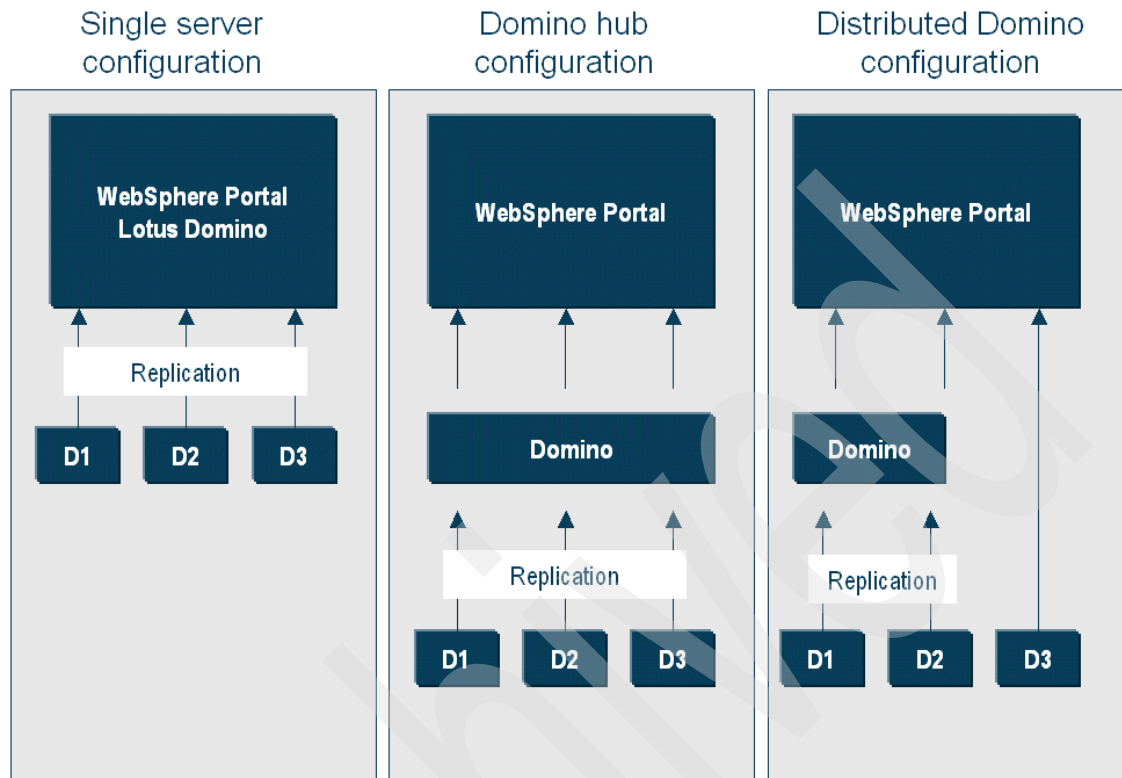 Single server
configuration
Domino hub
configuration
Distributed Domino
configuration
WebSphere Portal
Lotus Domino
Replication
D1
D2
D3
WebSphere Portal
Domino
Replication
D1
D2
D3
WebSphere Portal
Domino
Replication
D1
D2
D3